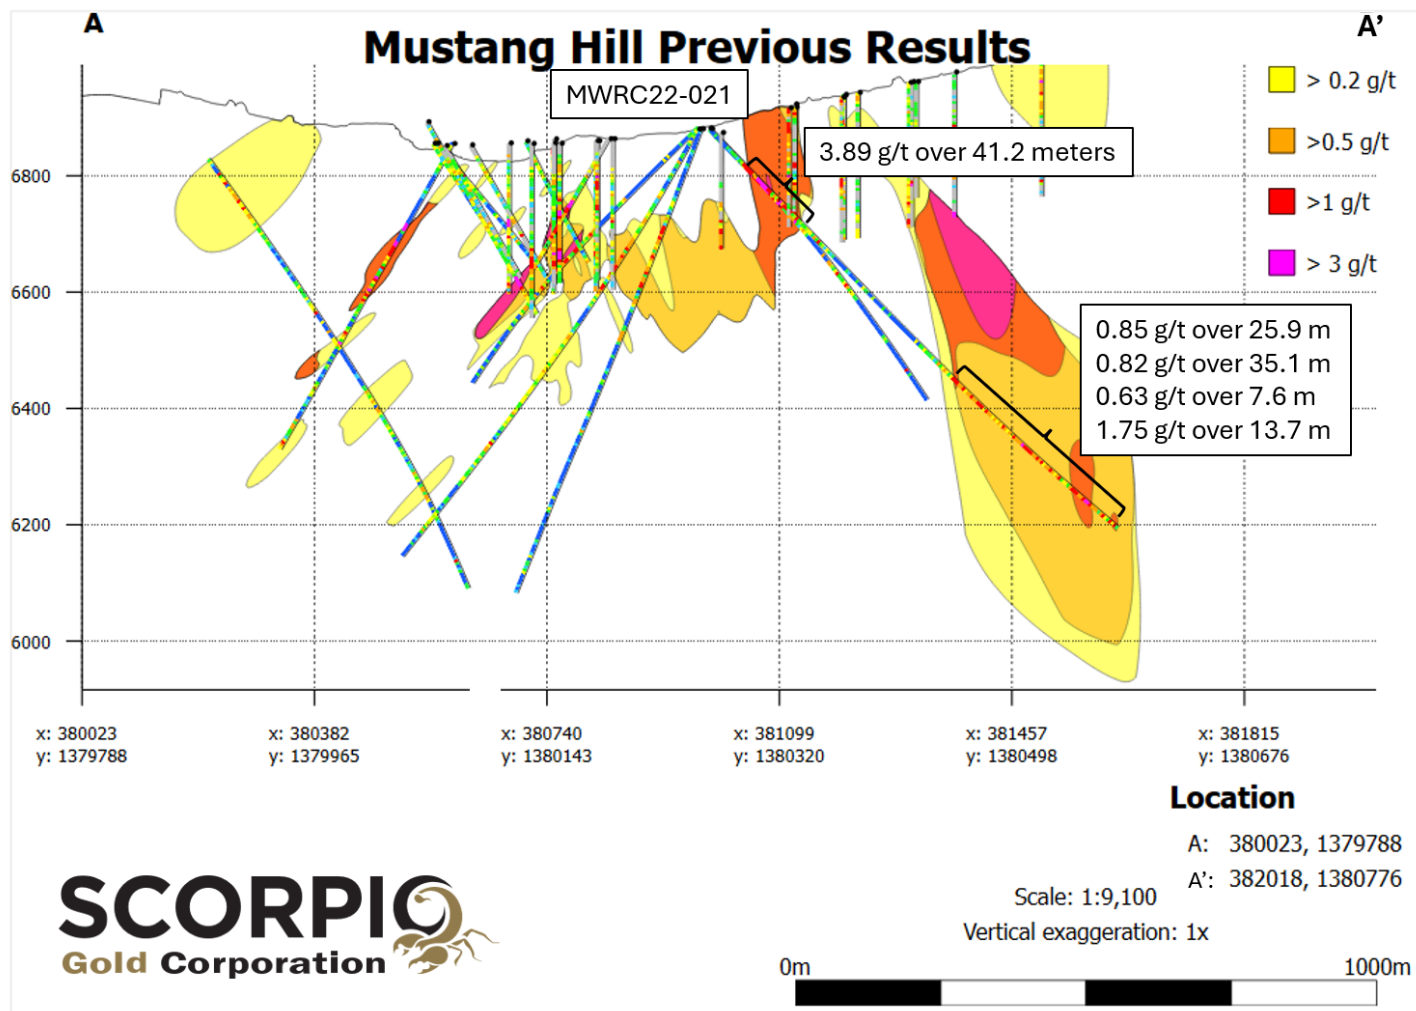 A
Mustang Hill Previous Results
A’
MWRC22-021
> 0.2 g/t
>0.5 g/t
>1 g/t
> 3 g/t
3.89 g/t over 41.2 meters
0.85 g/t over 25.9 m
0.82 g/t over 35.1 m
0.63 g/t over 7.6 m
1.75 g/t over 13.7 m
6800
6600
6400
6200
6000
x: 380023
y: 1379788
x: 380382
y: 1379965
x: 380740
y: 1380143
x: 381099
y: 1380320
x: 381457
y: 1380498
x: 381815
y: 1380676
Location
A: 380023, 1379788
A’: 382018, 1380776
Scale: 1:9,100
Vertical exaggeration: 1x
0m
1000m
SCORPIO
Gold Corporation